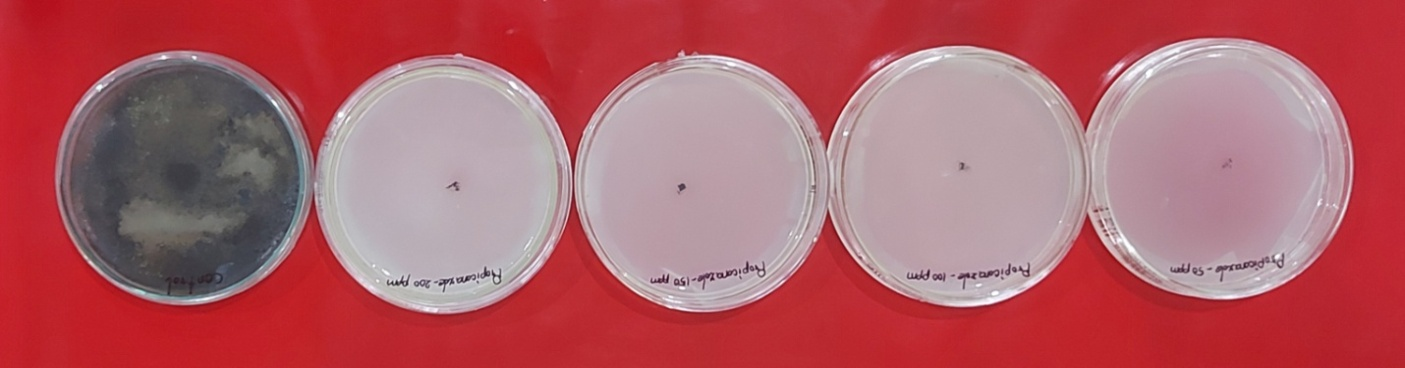 Control
Propiconazole - 200 ppm
Propiconazole - 150 ppm
Propiconazole - 100 ppm
Propiconazole - 50 ppm